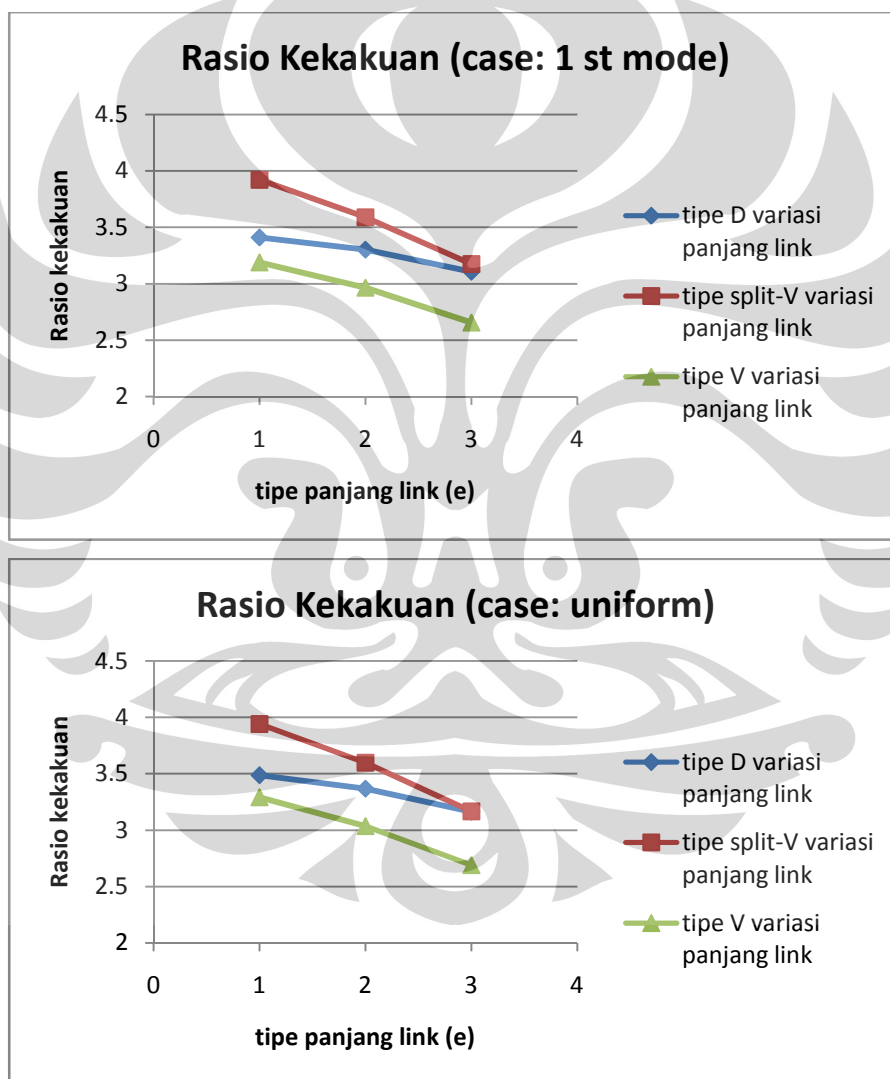 Rasio Kekakuan (case: 1 st mode)
4.5
4
3.5
3
2.5
2
0
1
2
3
4
Rasio kekakuan
tipe panjang link (e)
tipe D variasi
panjang link
tipe split-V variasi
panjang link
tipe V variasi
panjang link
Rasio Kekakuan (case: uniform)
4.5
4
3.5
3
2.5
2
0
1
2
3
4
Rasio kekakuan
tipe panjang link (e)
tipe D variasi
panjang link
tipe split-V variasi
panjang link
tipe V variasi
panjang link